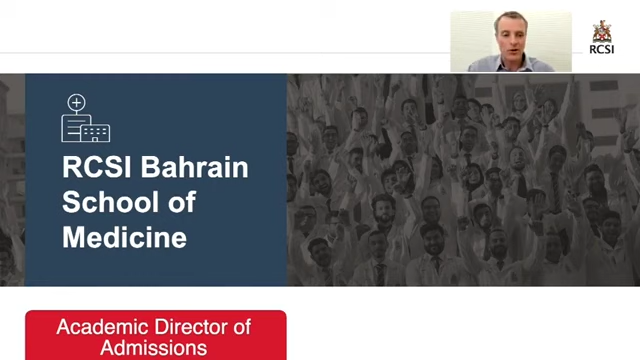 RCSI
RCSI Bahrain
School of
Medicine
Academic Director of
Admissions